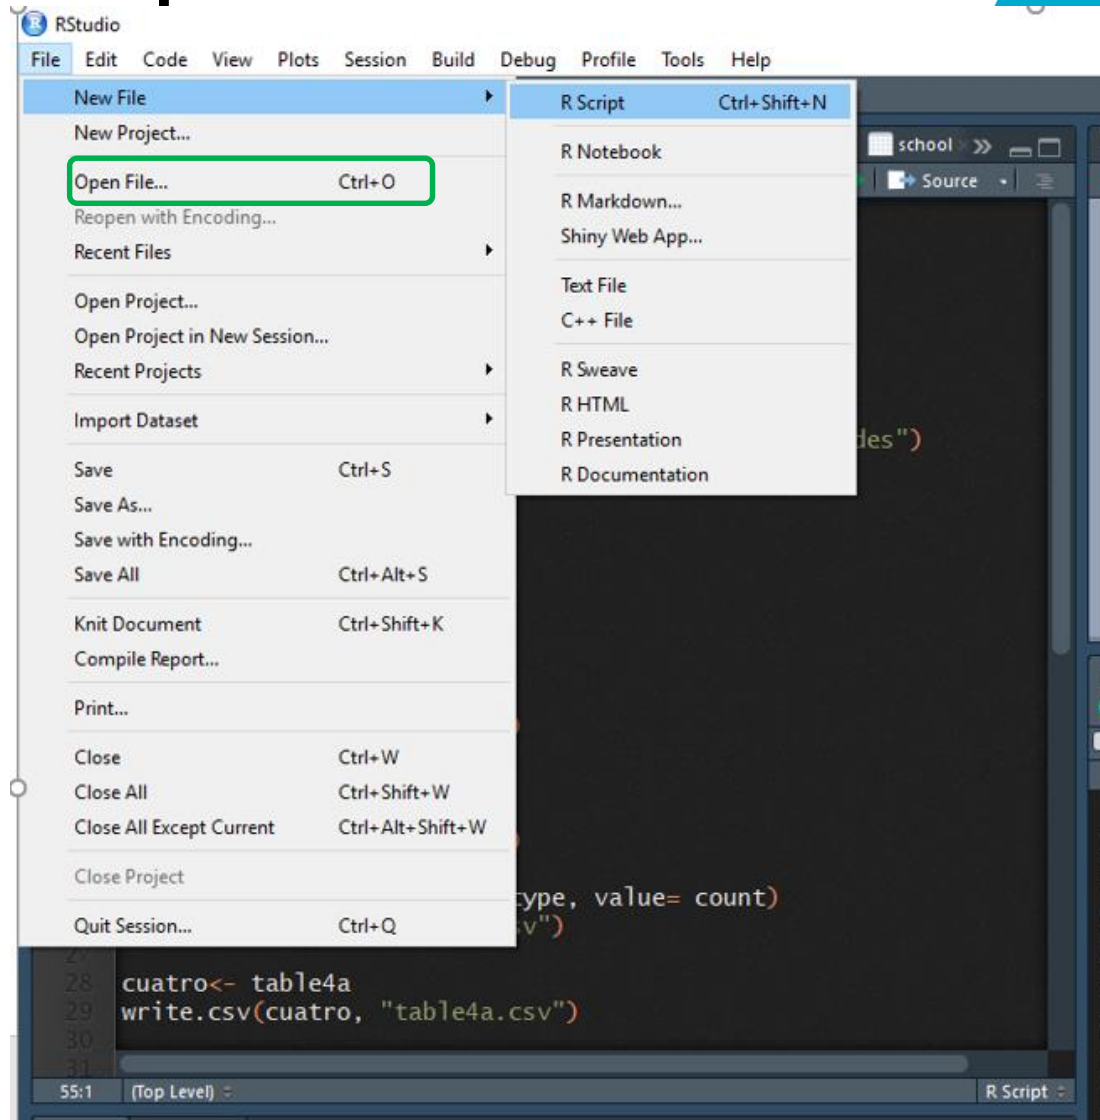 RStudio
File Edit Code View Plots Session Build Debug Profile Tools Help
New File
New Project...
Open File... Ctrl+O
Reopen with Encoding...
Recent Files
Open Project...
Open Project in New Session...
Recent Projects
Import Dataset
Save Ctrl+S
Save As...
Save with Encoding...
Save All Ctrl+Alt+S
Knit Document Ctrl+Shift+K
Compile Report...
Print...
Close Ctrl+W
Close All Ctrl+Shift+W
Close All Except Current Ctrl+Alt+Shift+W
Close Project
Quit Session... Ctrl+Q
R Script Ctrl+Shift+N
R Notebook
R Markdown...
Shiny Web App...
Text File
C++ File
R Sweave
R HTML
R Presentation
R Documentation
school
Source
des")
type, value= count)
v")
28 cuatro<- table4a
29 write.csv(cuatro, "table4a.csv")
30
31
55:1 (Top Level) R Script